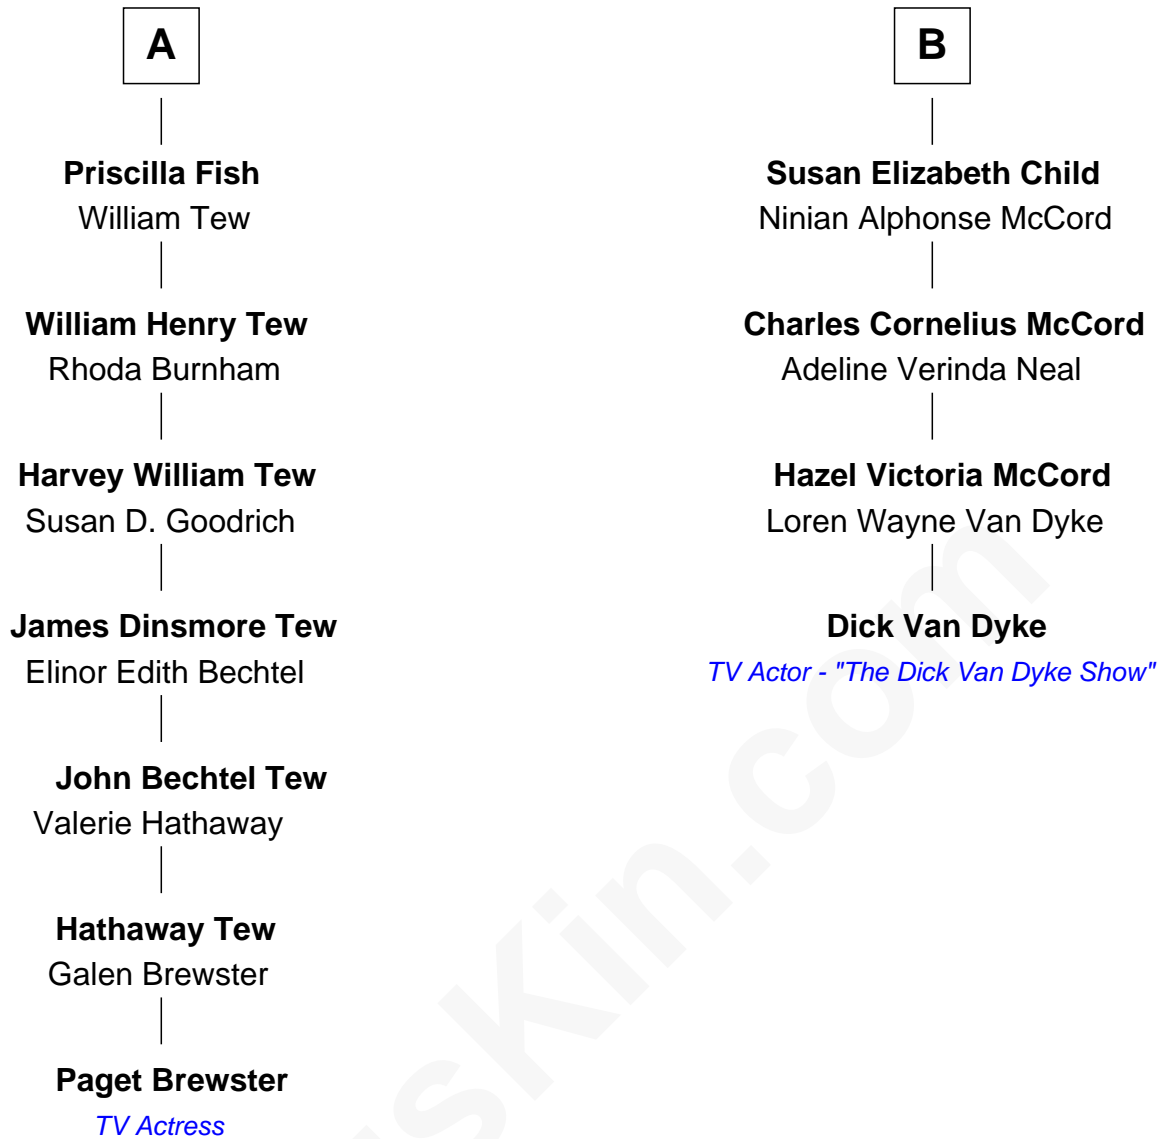 A
Priscilla Fish
William Tew
William Henry Tew
Rhoda Burnham
Harvey William Tew
Susan D. Goodrich
James Dinsmore Tew
Elinor Edith Bechtel
John Bechtel Tew
Valerie Hathaway
Hathaway Tew
Galen Brewster
Paget Brewster
TV Actress
B
Susan Elizabeth Child
Ninian Alphonse McCord
Charles Cornelius McCord
Adeline Verinda Neal
Hazel Victoria McCord
Loren Wayne Van Dyke
Dick Van Dyke
TV Actor - "The Dick Van Dyke Show"
usKin.com